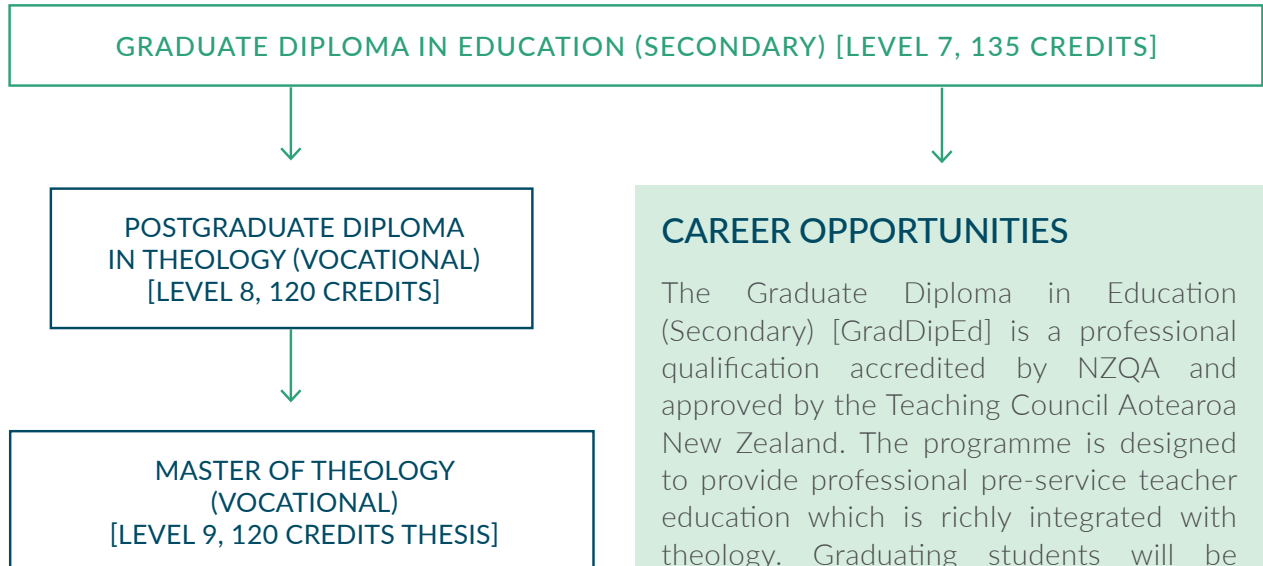 GRADUATE DIPLOMA IN EDUCATION (SECONDARY) [LEVEL 7, 135 CREDITS]
POSTGRADUATE DIPLOMA
IN THEOLOGY (VOCATIONAL)
[LEVEL 8, 120 CREDITS]
MASTER OF THEOLOGY
(VOCATIONAL)
[LEVEL 9, 120 CREDITS THESIS]
CAREER OPPORTUNITIES
The Graduate Diploma in Education
(Secondary) [GradDipEd] is a professional
qualification accredited by NZQA and
approved by the Teaching Council Aotearoa
New Zealand. The programme is designed
to provide professional pre-service teacher
education which is richly integrated with
theology. Graduating students will be